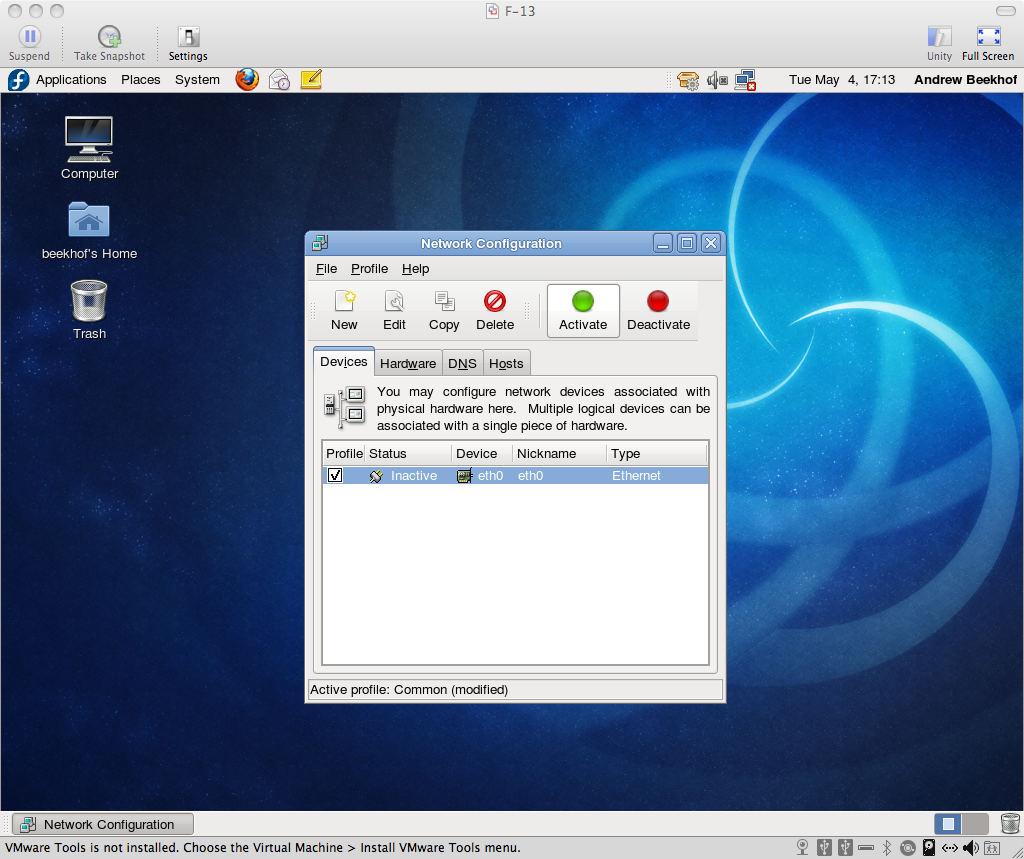 F-13
Suspend Take Snapshot Settings Unity Full Screen
Applications Places System Tue May 4, 17:13 Andrew Beekhof
Computer
beekhof's Home
Trash
Network Configuration
File Profile Help
New Edit Copy Delete Activate Deactivate
Devices Hardware DNS Hosts
You may configure network devices associated with
physical hardware here. Multiple logical devices can be
associated with a single piece of hardware.
Profile Status Device Nickname Type
Inactive eth0 eth0 Ethernet
Active profile: Common (modified)
Network Configuration
VMware Tools is not installed. Choose the Virtual Machine > Install VMware Tools menu.